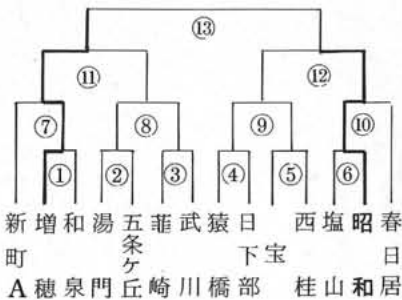 ⑬
⑪ ⑫
⑦ ⑧ ⑨ ⑩
① ② ③ ④ ⑤ ⑥
新町A
増穂
和泉
湯門
五条ケ丘
韮崎
武川
猿橋
日下部
宝
西桂
塩山
昭和
春日居